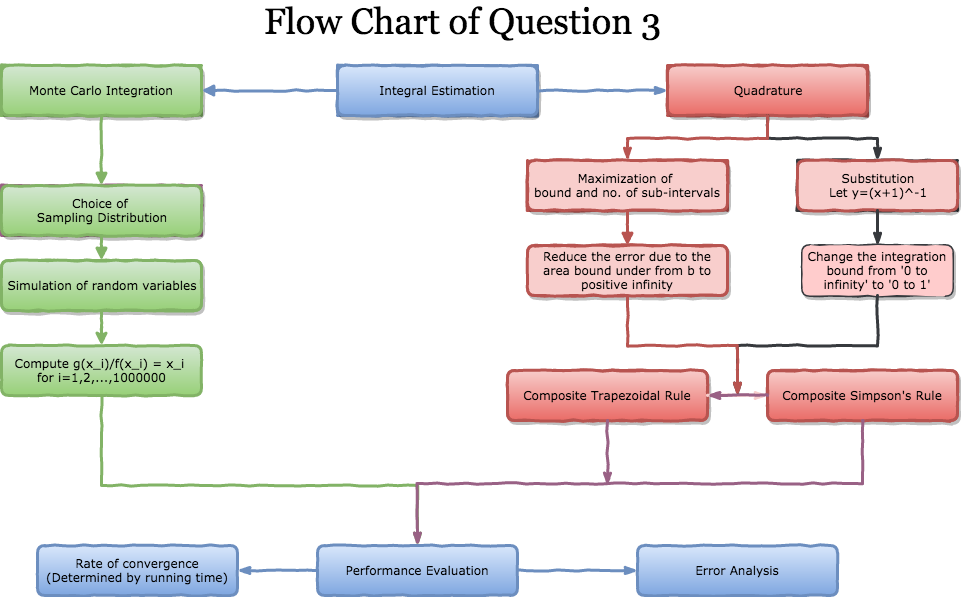 Flow Chart of Question 3
Monte Carlo Integration
Integral Estimation
Quadrature
Maximization of
bound and no. of sub-intervals
Substitution
Let y=(x+1)^-1
Choice of
Sampling Distribution
Reduce the error due to the
area bound under from b to
positive infinity
Change the integration
bound from '0 to
infinity' to '0 to 1'
Simulation of random variables
Compute g(x_i)/f(x_i) = x_i
for i=1,2,...,1000000
Composite Trapezoidal Rule
Composite Simpson's Rule
Rate of convergence
(Determined by running time)
Performance Evaluation
Error Analysis